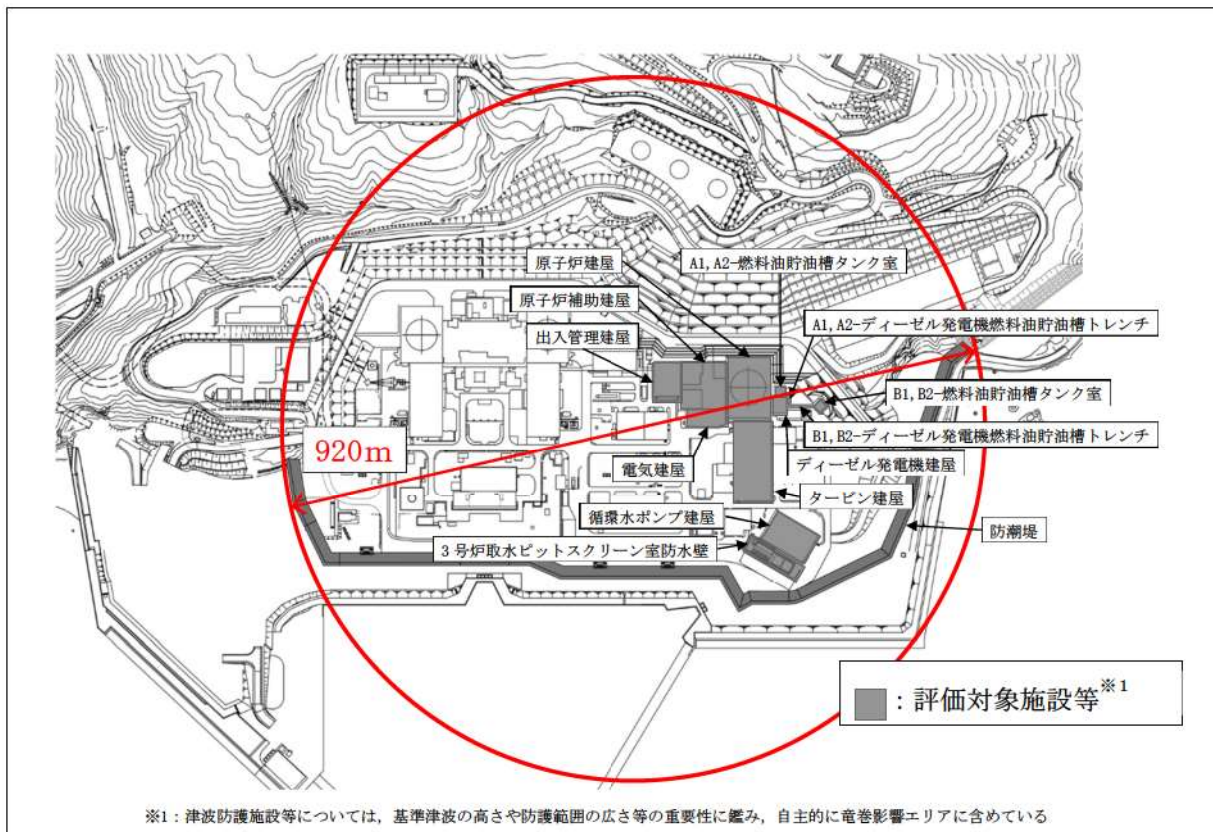 原子炉建屋
A1, A2-燃料油貯油槽タンク室
原子炉補助建屋
A1, A2-ディーゼル発電機燃料油貯油槽トレンチ
出入管理建屋
B1, B2-燃料油貯油槽タンク室
920m
B1, B2-ディーゼル発電機燃料油貯油槽トレンチ
電気建屋
ディーゼル発電機建屋
タービン建屋
循環水ポンプ建屋
防潮堤
3号炉取水ピットスクリーン室防水壁
：評価対象施設等※1
※1：津波防護施設等については，基準津波の高さや防護範囲の広さ等の重要性に鑑み，自主的に竜巻影響エリアに含めている